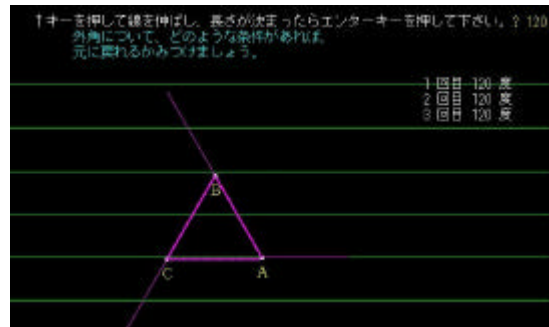 ↑キーを押して線を伸ばし、長さが決まったらエンターキーを押して下さい。? 120
外角について、どのような条件があれば、
元に戻れるかみつけましょう。
1 回目 120 度
2 回目 120 度
3 回目 120 度
B
C A